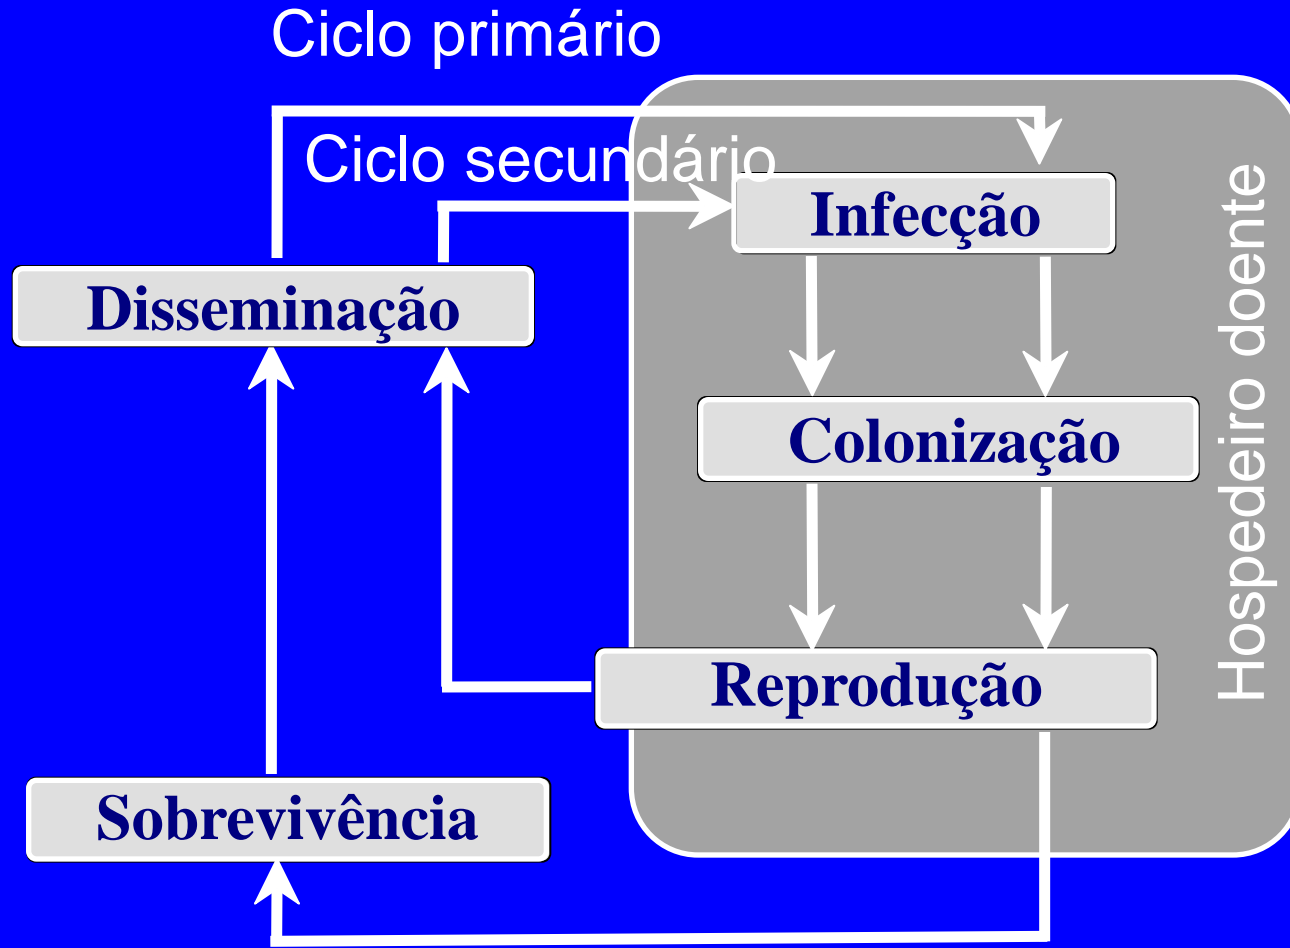 Ciclo primário
Ciclo secundário
Infecção
Disseminação
Colonização
Hospedeiro doente
Reprodução
Sobrevivência